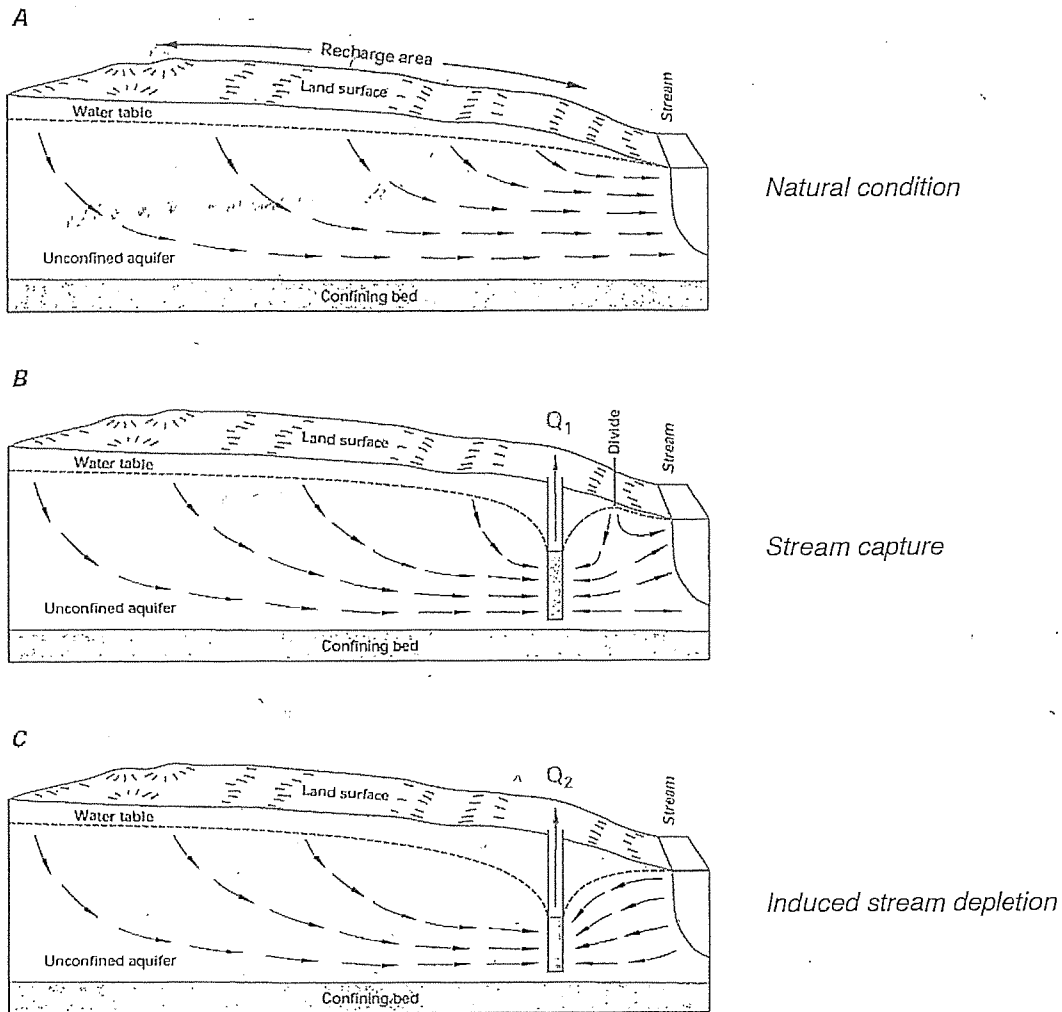 A
Recharge area
Land surface
Stream
Water table
Natural condition
Unconfined aquifer
Confining bed
B
Q1
Divide
Stream
Land surface
Water table
Stream capture
Unconfined aquifer
Confining bed
C
Q2
Stream
Land surface
Water table
Induced stream depletion
Unconfined aquifer
Confining bed